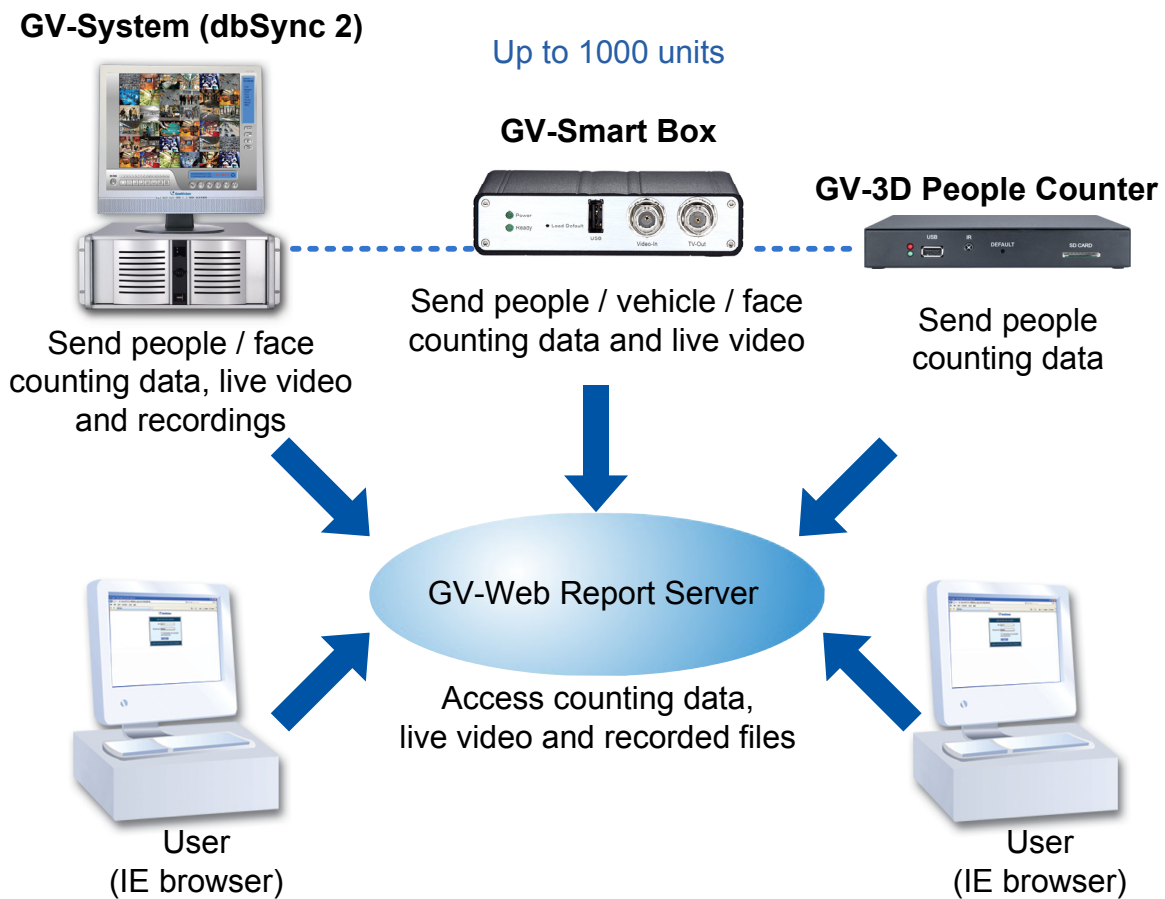 GV-System (dbSync 2)
Up to 1000 units
GV-Smart Box
GV-3D People Counter
Power
Ready
Load Default
USB
Video-In
TV-Out
USB
IR
DEFAULT
SD CARD
Send people / face
counting data, live video
and recordings
Send people / vehicle / face
counting data and live video
Send people
counting data
GV-Web Report Server
Access counting data,
live video and recorded files
User
(IE browser)
User
(IE browser)